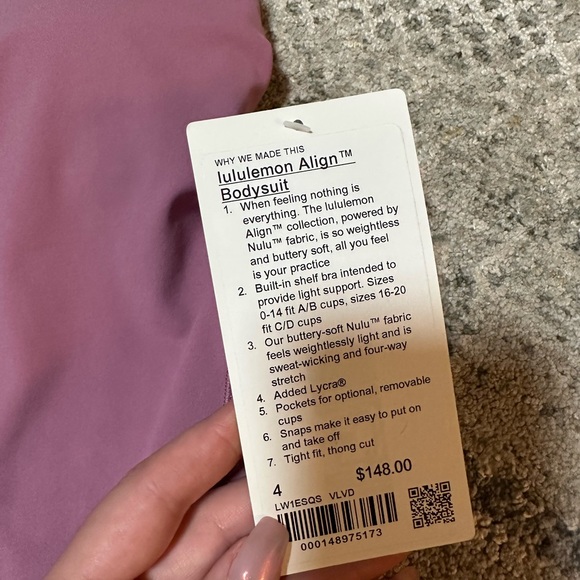 WHY WE MADE THIS
lululemon Align™
Bodysuit
1. When feeling nothing is
everything. The lululemon
Align™ collection, powered by
Nulu™ fabric, is so weightless
and buttery soft, all you feel
is your practice
2. Built-in shelf bra intended to
provide light support. Sizes
0-14 fit A/B cups, sizes 16-20
fit C/D cups
3. Our buttery-soft Nulu™ fabric
feels weightlessly light and is
sweat-wicking and four-way
stretch
4. Added Lycra®
5. Pockets for optional, removable
cups
6. Snaps make it easy to put on
and take off
7. Tight fit, thong cut
4 $148.00
LW1ESQS VLVD
000148975173